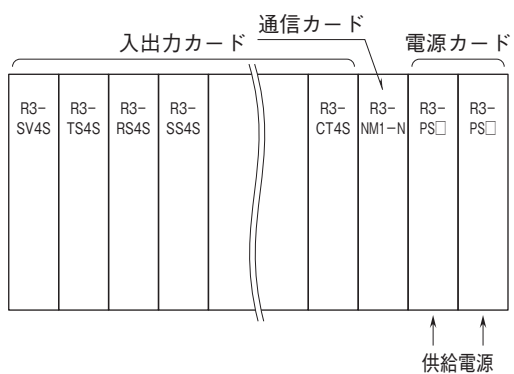 入出力カード
通信カード
電源カード
R3−
SV4S
R3−
TS4S
R3−
RS4S
R3−
SS4S
R3−
CT4S
R3−
NM1−N
R3−
PS□
R3−
PS□
供給電源